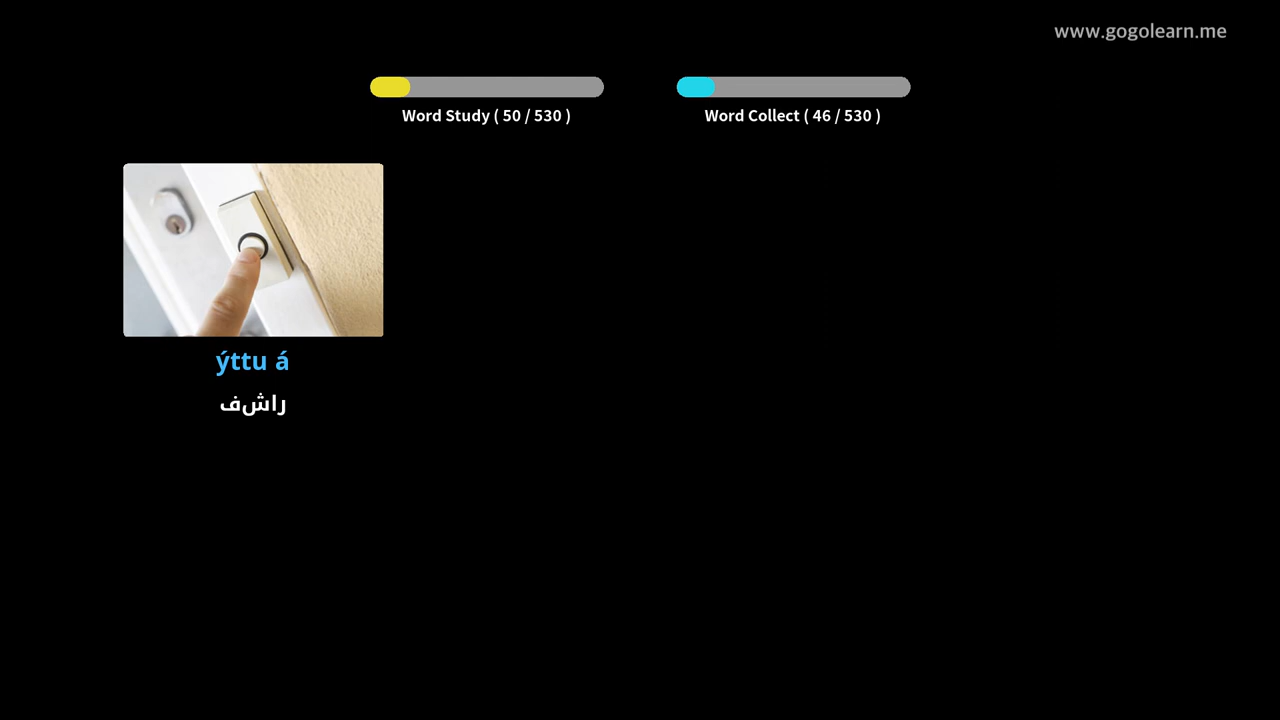 www.gogolearn.me
Word Study ( 50 / 530 )
Word Collect ( 46 / 530 )
ýttu á
راشف